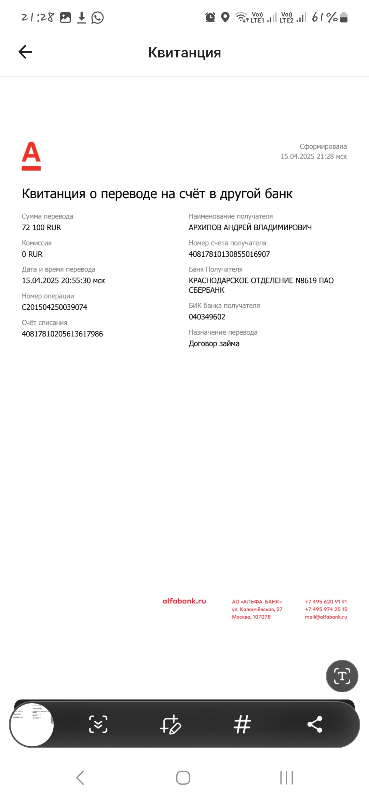 21:28
Vo) LTE1 Vo) LTE2 61%
Квитанция
Сформирована
15.04.2025 21:28 мск
Квитанция о переводе на счёт в другой банк
Сумма перевода
72 100 RUR
Комиссия
0 RUR
Дата и время перевода
15.04.2025 20:55:30 мск
Номер операции
C201504250039074
Счёт списания
40817810205613617986
Наименование получателя
АРХИПОВ АНДРЕЙ ВЛАДИМИРОВИЧ
Номер счета получателя
40817810130855016907
Банк Получателя
КРАСНОДАРСКОЕ ОТДЕЛЕНИЕ N8619 ПАО
СБЕРБАНК
БИК банка получателя
040349602
Назначение перевода
Договор займа
alfabank.ru
АО «АЛЬФА-БАНК»
ул. Каланчёвская, 27
Москва, 107078
+7 495 620 91 91
+7 495 974 25 15
mail@alfabank.ru